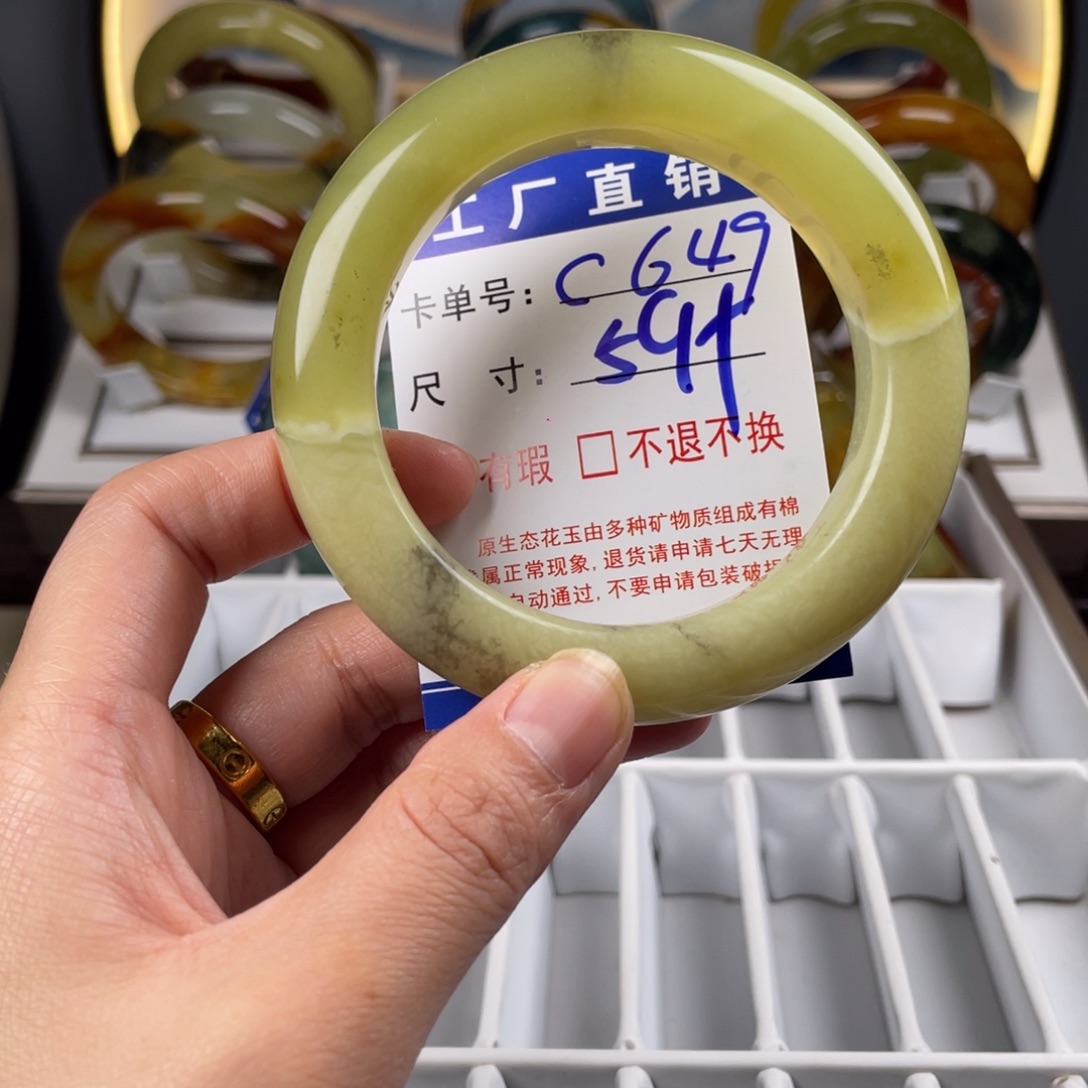 工厂直销
卡单号: C649
尺 寸:
有瑕 □不退不换
原生态花玉由多种矿物质组成有棉
属正常现象,退货请申请七天无理
自动通过,不要申请包装破